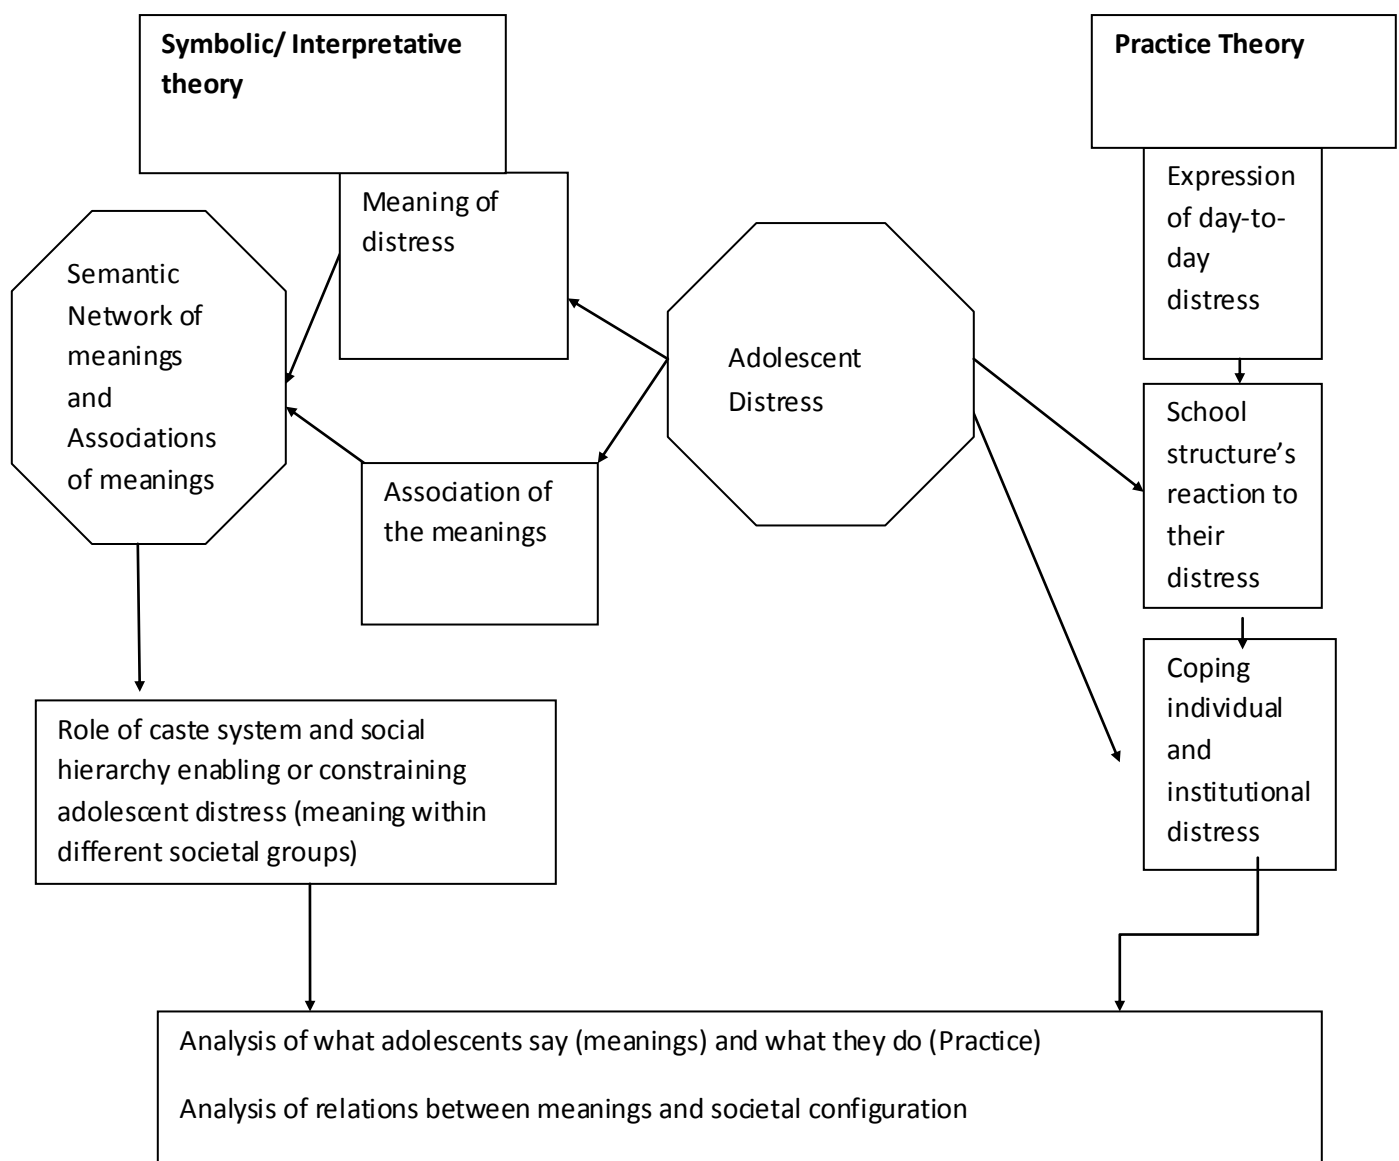 Symbolic/ Interpretative
theory
Practice Theory
Meaning of
distress
Expression
of day-to-
day
distress
Semantic
Network of
meanings
and
Associations
of meanings
Adolescent
Distress
School
structure’s
reaction to
their
distress
Association of
the meanings
Coping
individual
and
institutional
distress
Role of caste system and social
hierarchy enabling or constraining
adolescent distress (meaning within
different societal groups)
Analysis of what adolescents say (meanings) and what they do (Practice)
Analysis of relations between meanings and societal configuration